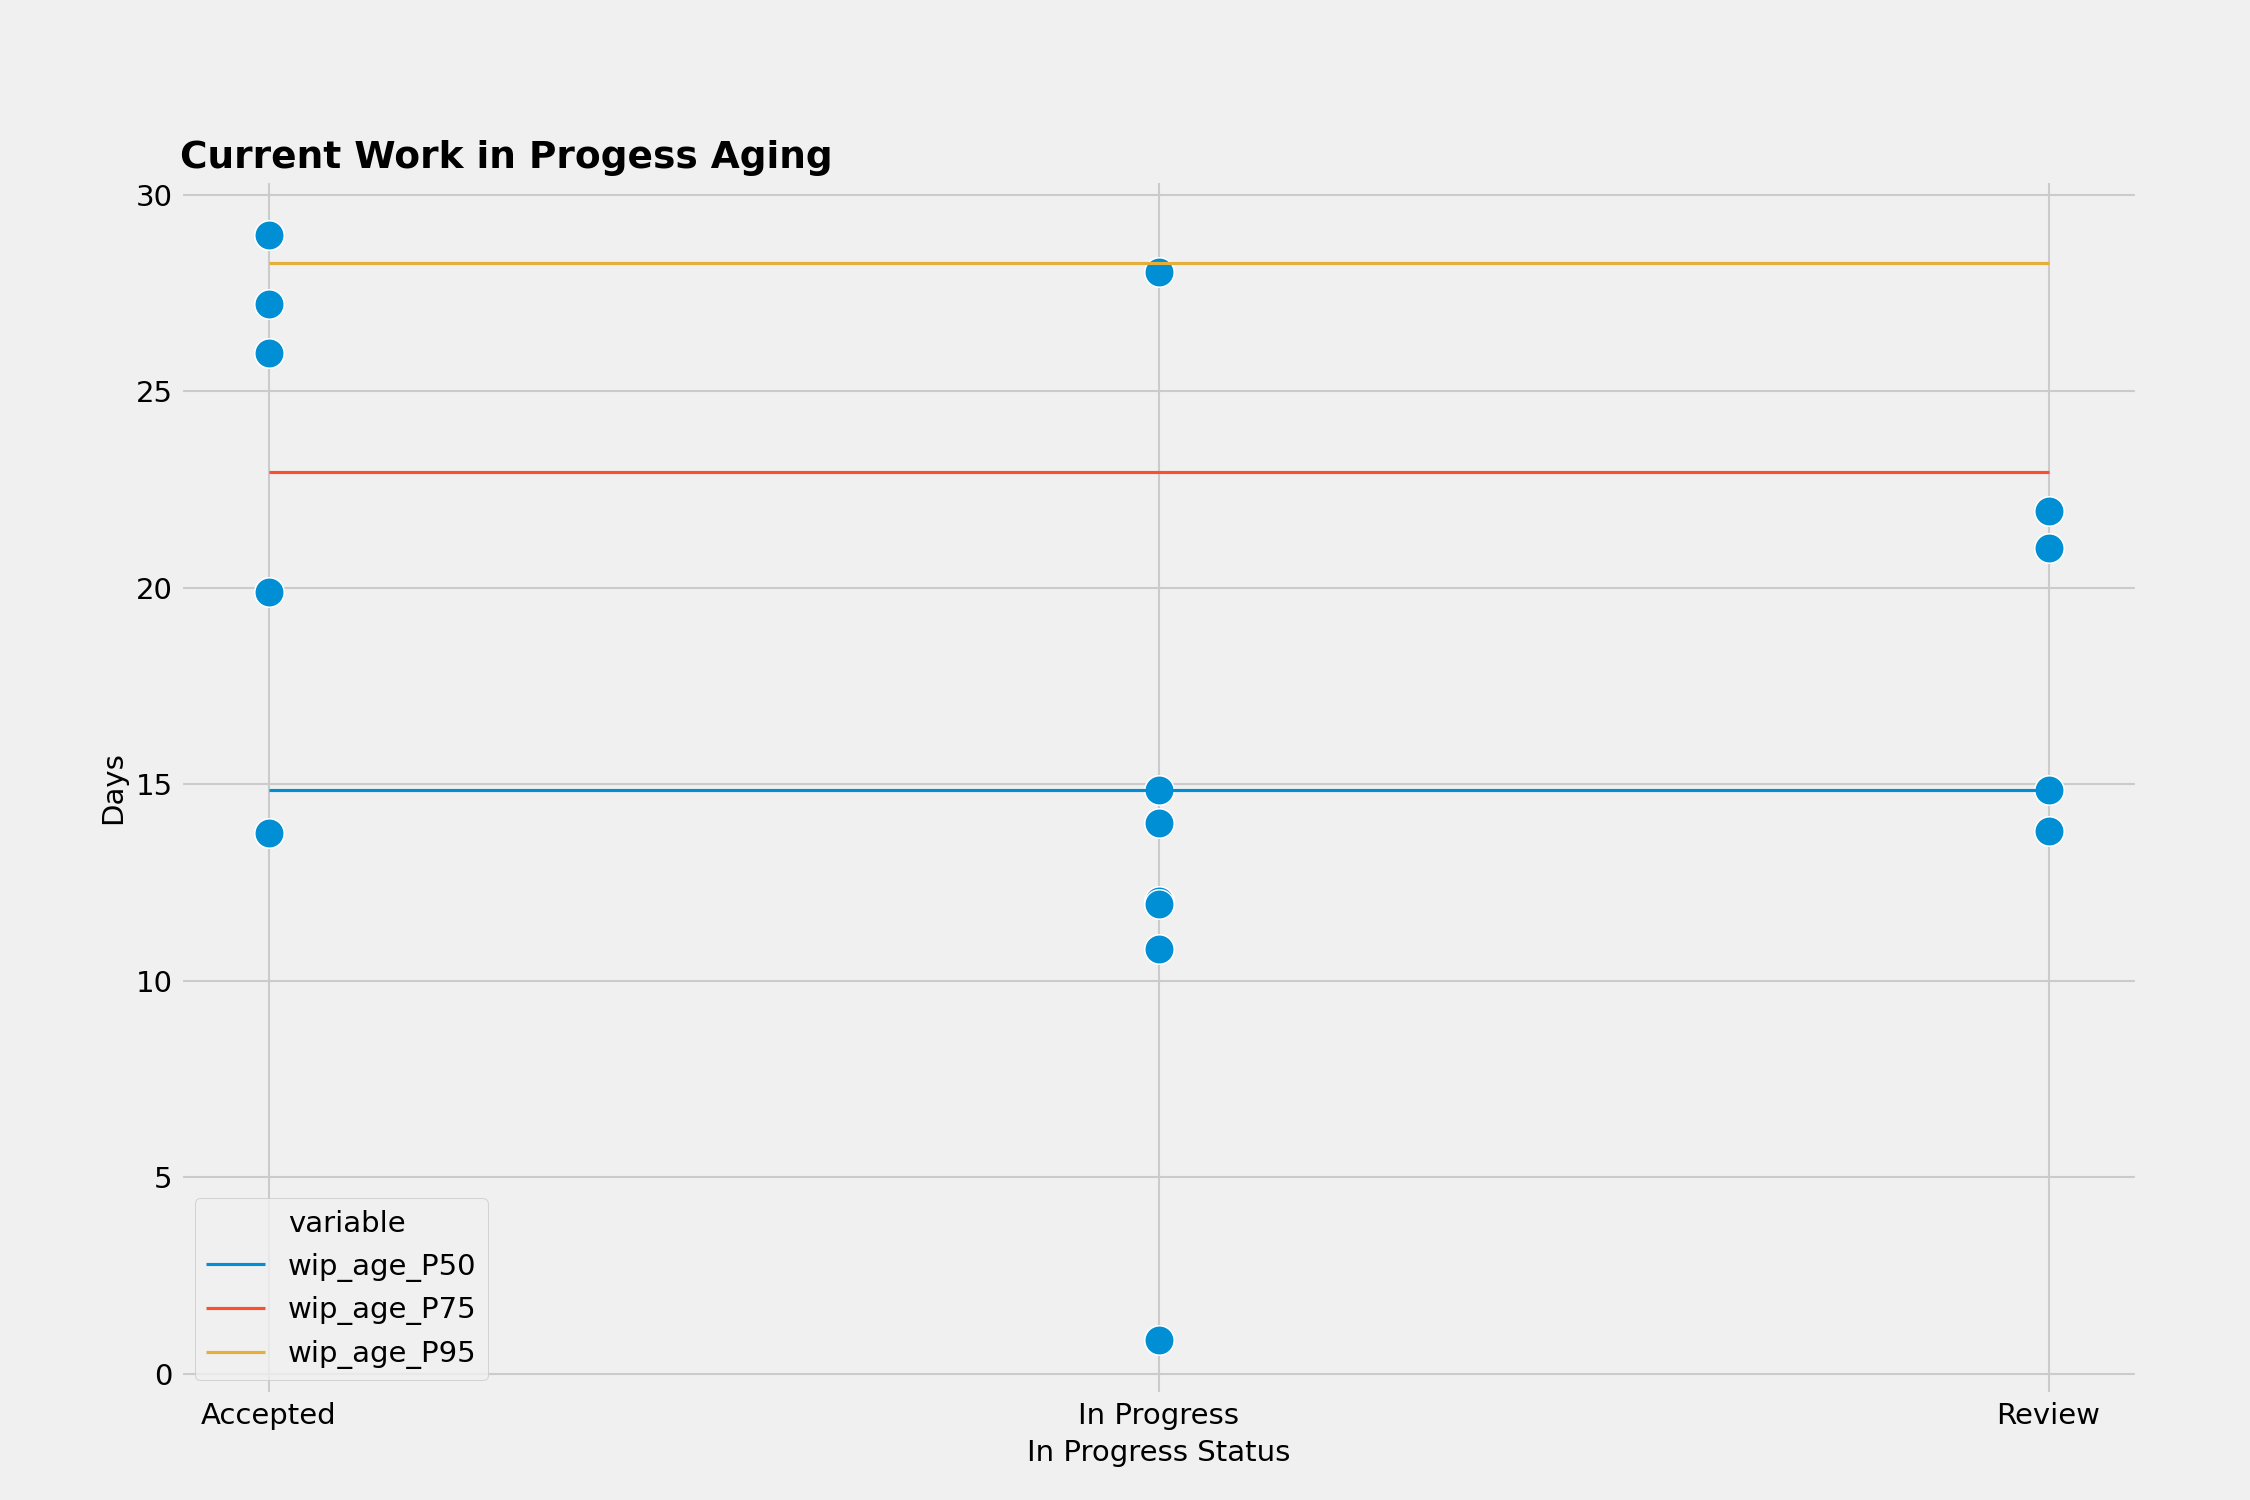 Current Work in Progess Aging
30
25
20
15
10
5
0
Days
variable
wip_age_P50
wip_age_P75
wip_age_P95
Accepted
In Progress
Review
In Progress Status